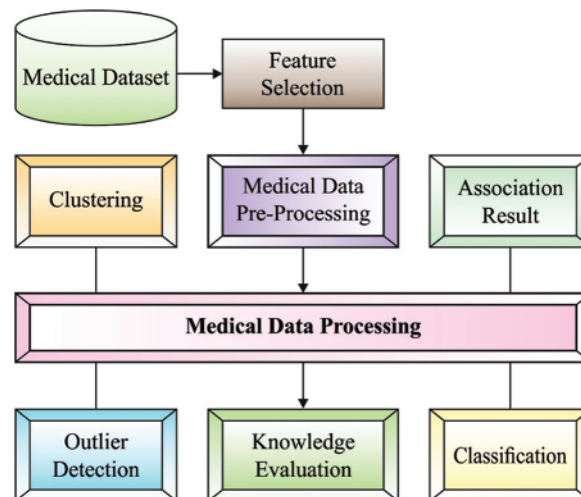 Medical Dataset
Feature
Selection
Clustering
Medical Data
Pre-Processing
Association
Result
Medical Data Processing
Outlier
Detection
Knowledge
Evaluation
Classification